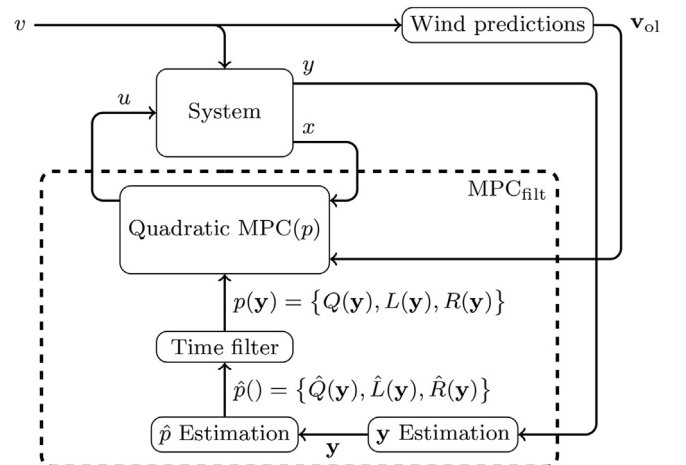 v
Wind predictions
v_ol
y
System
u
x
MPC_filt
Quadratic MPC(p)
p(y) = {Q(y), L(y), R(y)}
Time filter
p̂() = {Q̂(y), L̂(y), R̂(y)}
p̂ Estimation
y
y Estimation